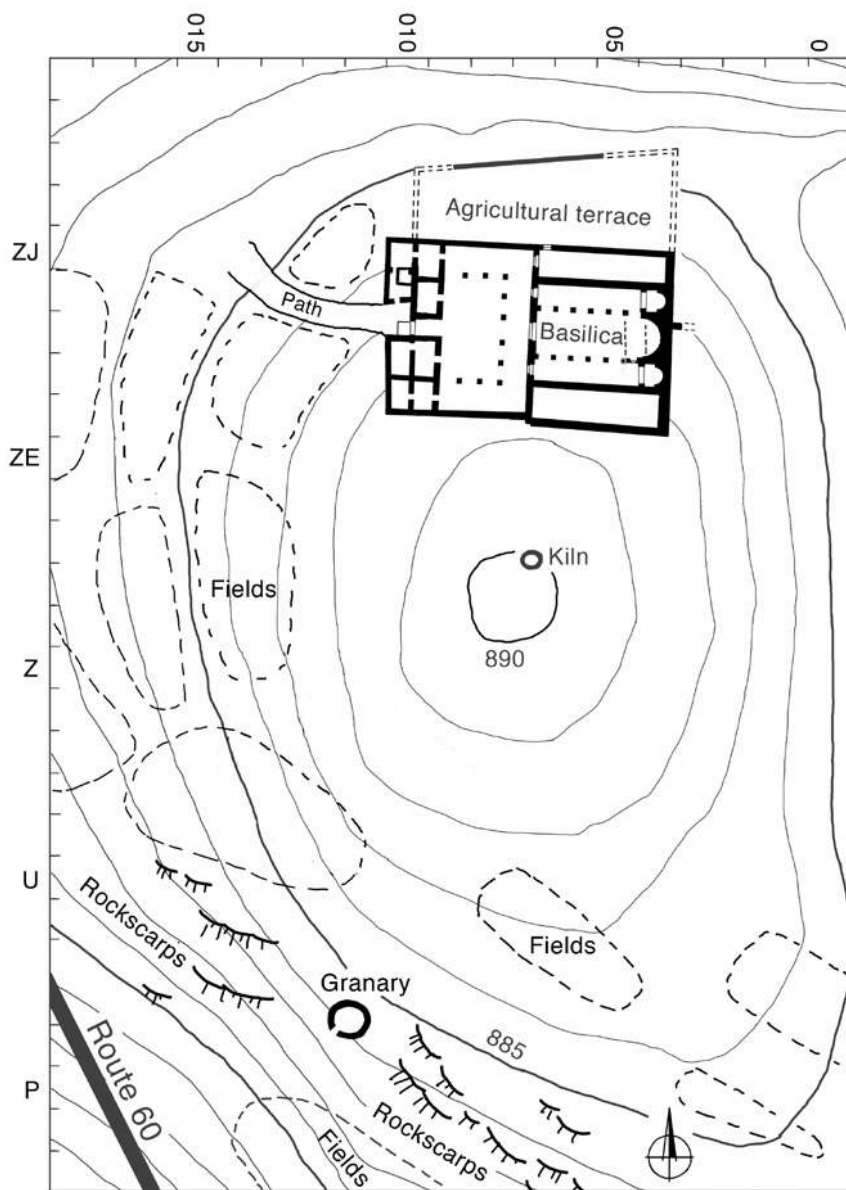 015
010
05
0
ZJ
ZE
Z
U
P
Agricultural terrace
Path
Basilica
Kiln
Fields
890
Rockscarps
Fields
Granary
885
Route 60
Rockscarps
Fields